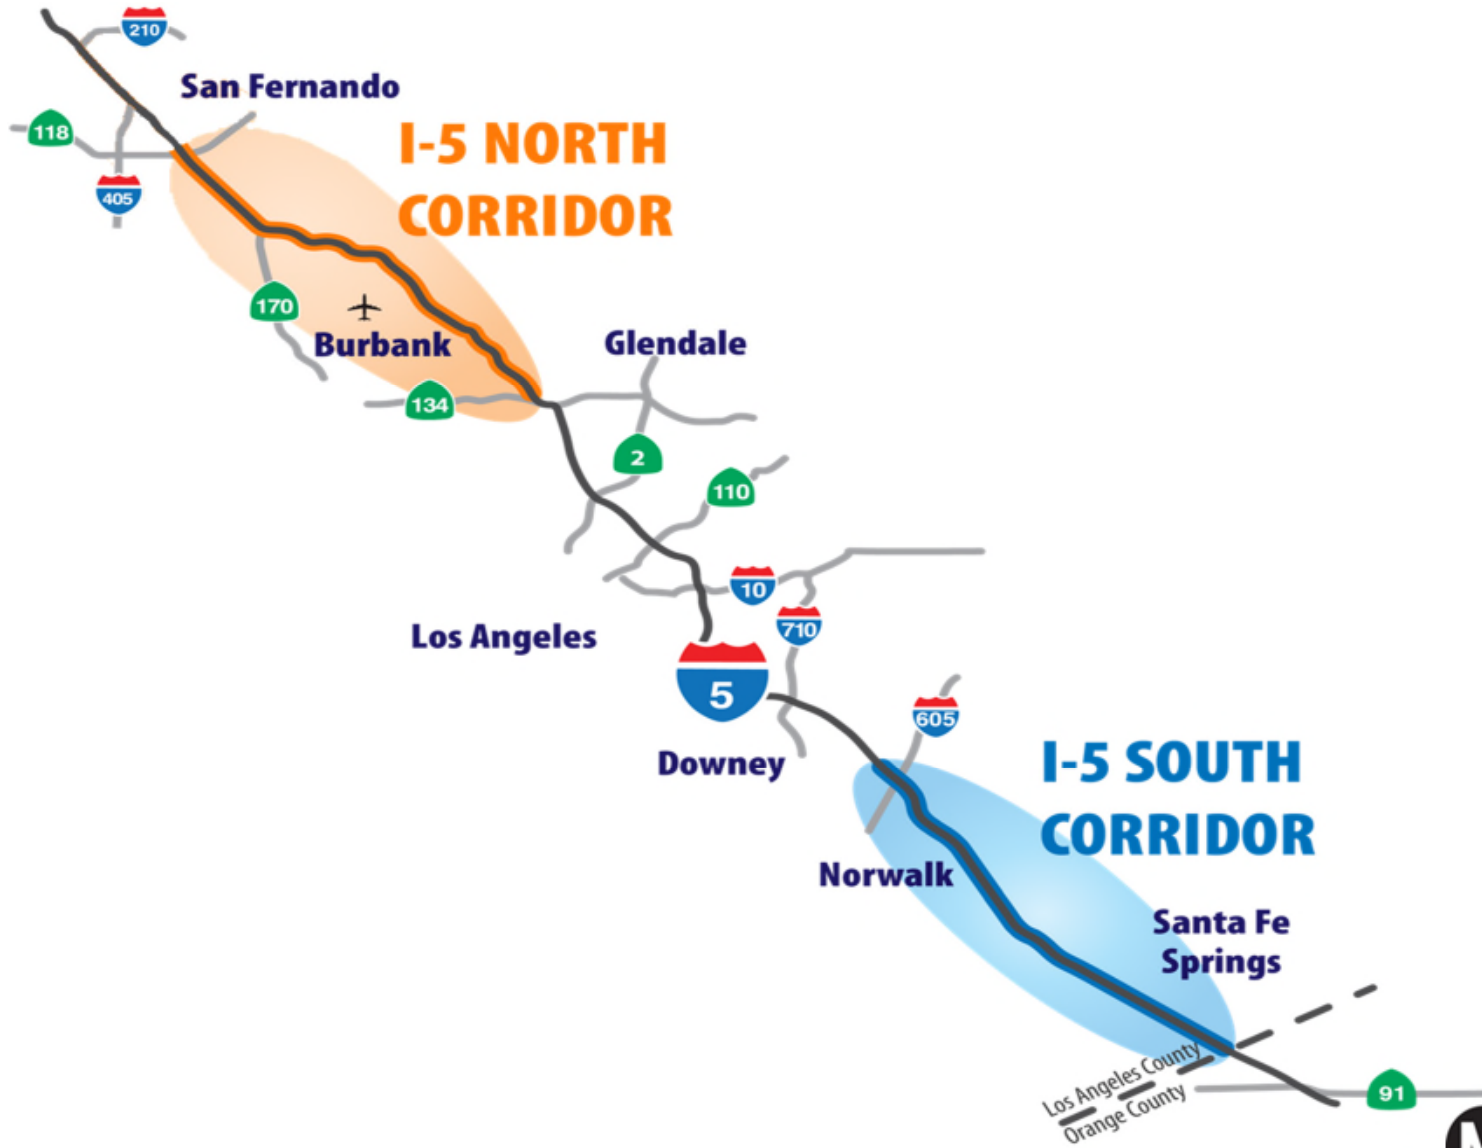 210
San Fernando
118
I-5 NORTH
CORRIDOR
405
170
Burbank
Glendale
134
2
110
10
Los Angeles
710
5
605
Downey
I-5 SOUTH
CORRIDOR
Norwalk
Santa Fe
Springs
Los Angeles County
Orange County
91